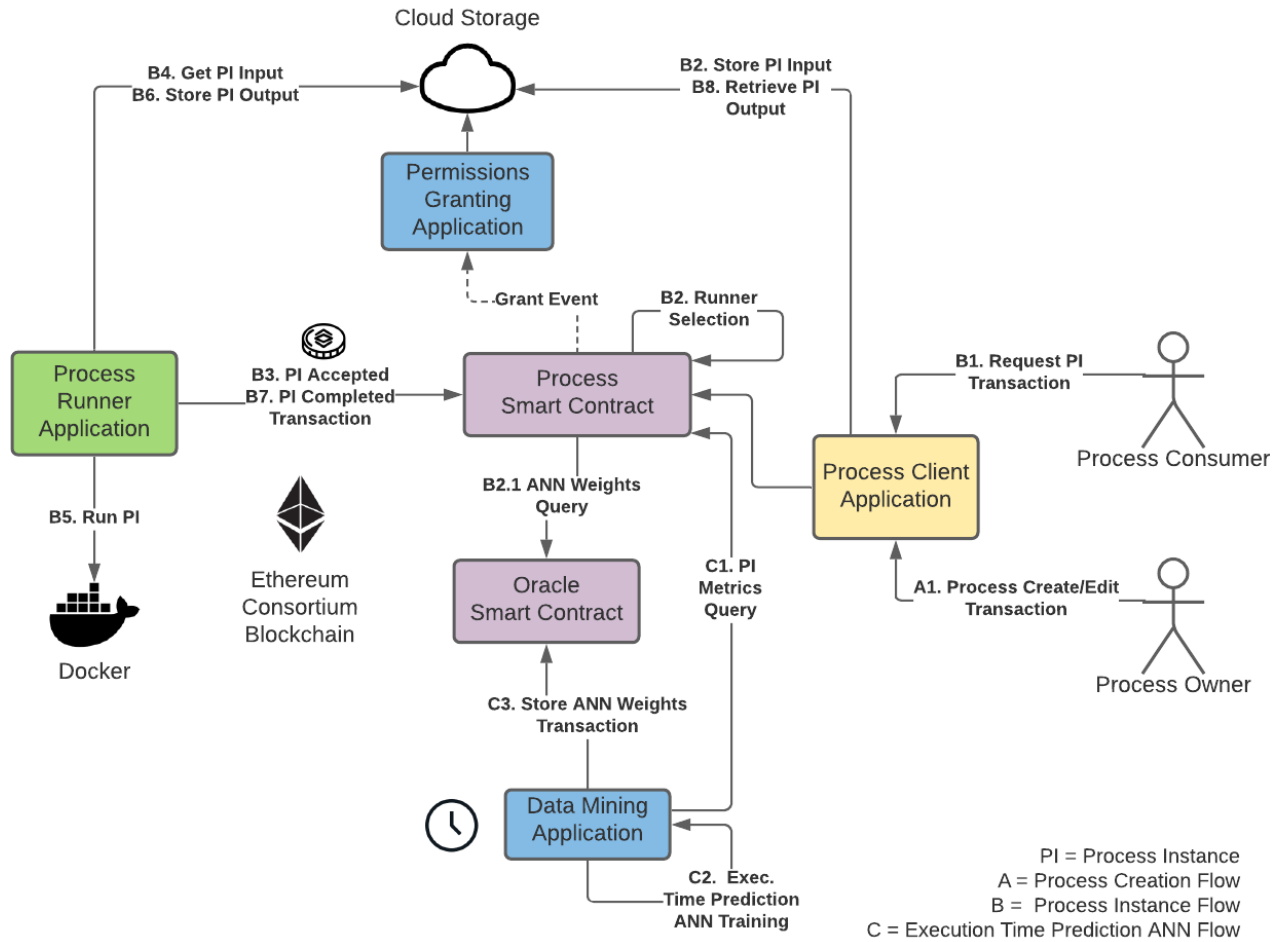 Cloud Storage
B4. Get PI Input
B6. Store PI Output
B2. Store PI Input
B8. Retrieve PI
Output
Permissions
Granting
Application
Grant Event
B2. Runner
Selection
Process
Runner
Application
B3. PI Accepted
B7. PI Completed
Transaction
Process
Smart Contract
B1. Request PI
Transaction
Process Consumer
Process Client
Application
B5. Run PI
B2.1 ANN Weights
Query
Ethereum
Consortium
Blockchain
Oracle
Smart Contract
C1. PI
Metrics
Query
A1. Process Create/Edit
Transaction
Docker
Process Owner
C3. Store ANN Weights
Transaction
Data Mining
Application
C2. Exec.
Time Prediction
ANN Training
PI = Process Instance
A = Process Creation Flow
B = Process Instance Flow
C = Execution Time Prediction ANN Flow